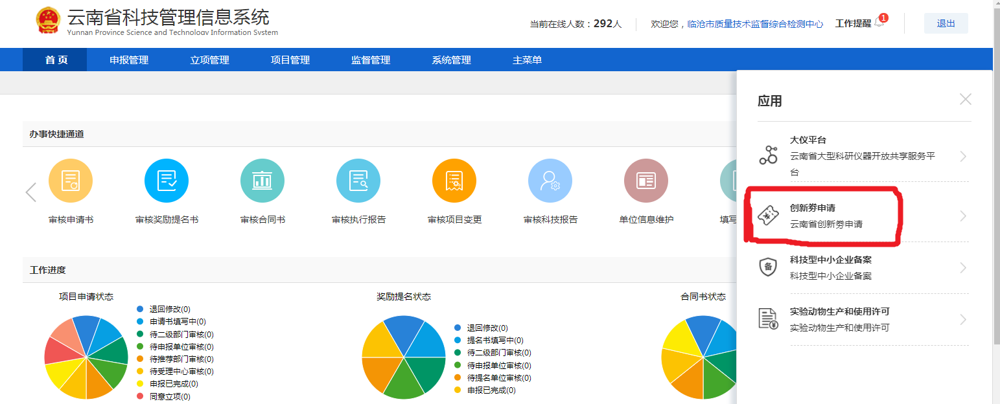 云南省科技管理信息系统
Yunnan Province Science and Technology Information System
当前在线人数：292人
欢迎您，临沧市质量技术监督综合检测中心
工作提醒
1
退出
首 页
申报管理
立项管理
项目管理
监督管理
系统管理
主菜单
办事快捷通道
审核申请书
审核奖励提名书
审核合同书
审核执行报告
审核项目变更
审核科技报告
单位信息维护
填写
工作进度
项目申请状态
退回修改(0)
申请书填写中(0)
待二级部门审核(0)
待申报单位审核(0)
待推荐部门审核(0)
待受理中心审核(0)
申报已完成(0)
同意立项(0)
奖励提名状态
退回修改(0)
提名书填写中(0)
待二级部门审核(0)
待申报单位审核(0)
待提名单位审核(0)
申报已完成(0)
合同书状态
应用
大仪平台
云南省大型科研仪器开放共享服务平
台
创新劵申请
云南省创新劵申请
备
科技型中小企业备案
科技型中小企业备案
实验动物生产和使用许可
实验动物生产和使用许可